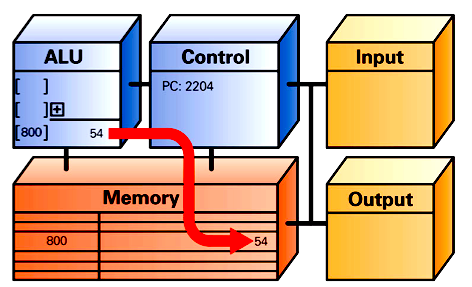 ALU
Control
Input
PC: 2204
[ ]
[ ]+
[800] 54
Memory
Output
800 54